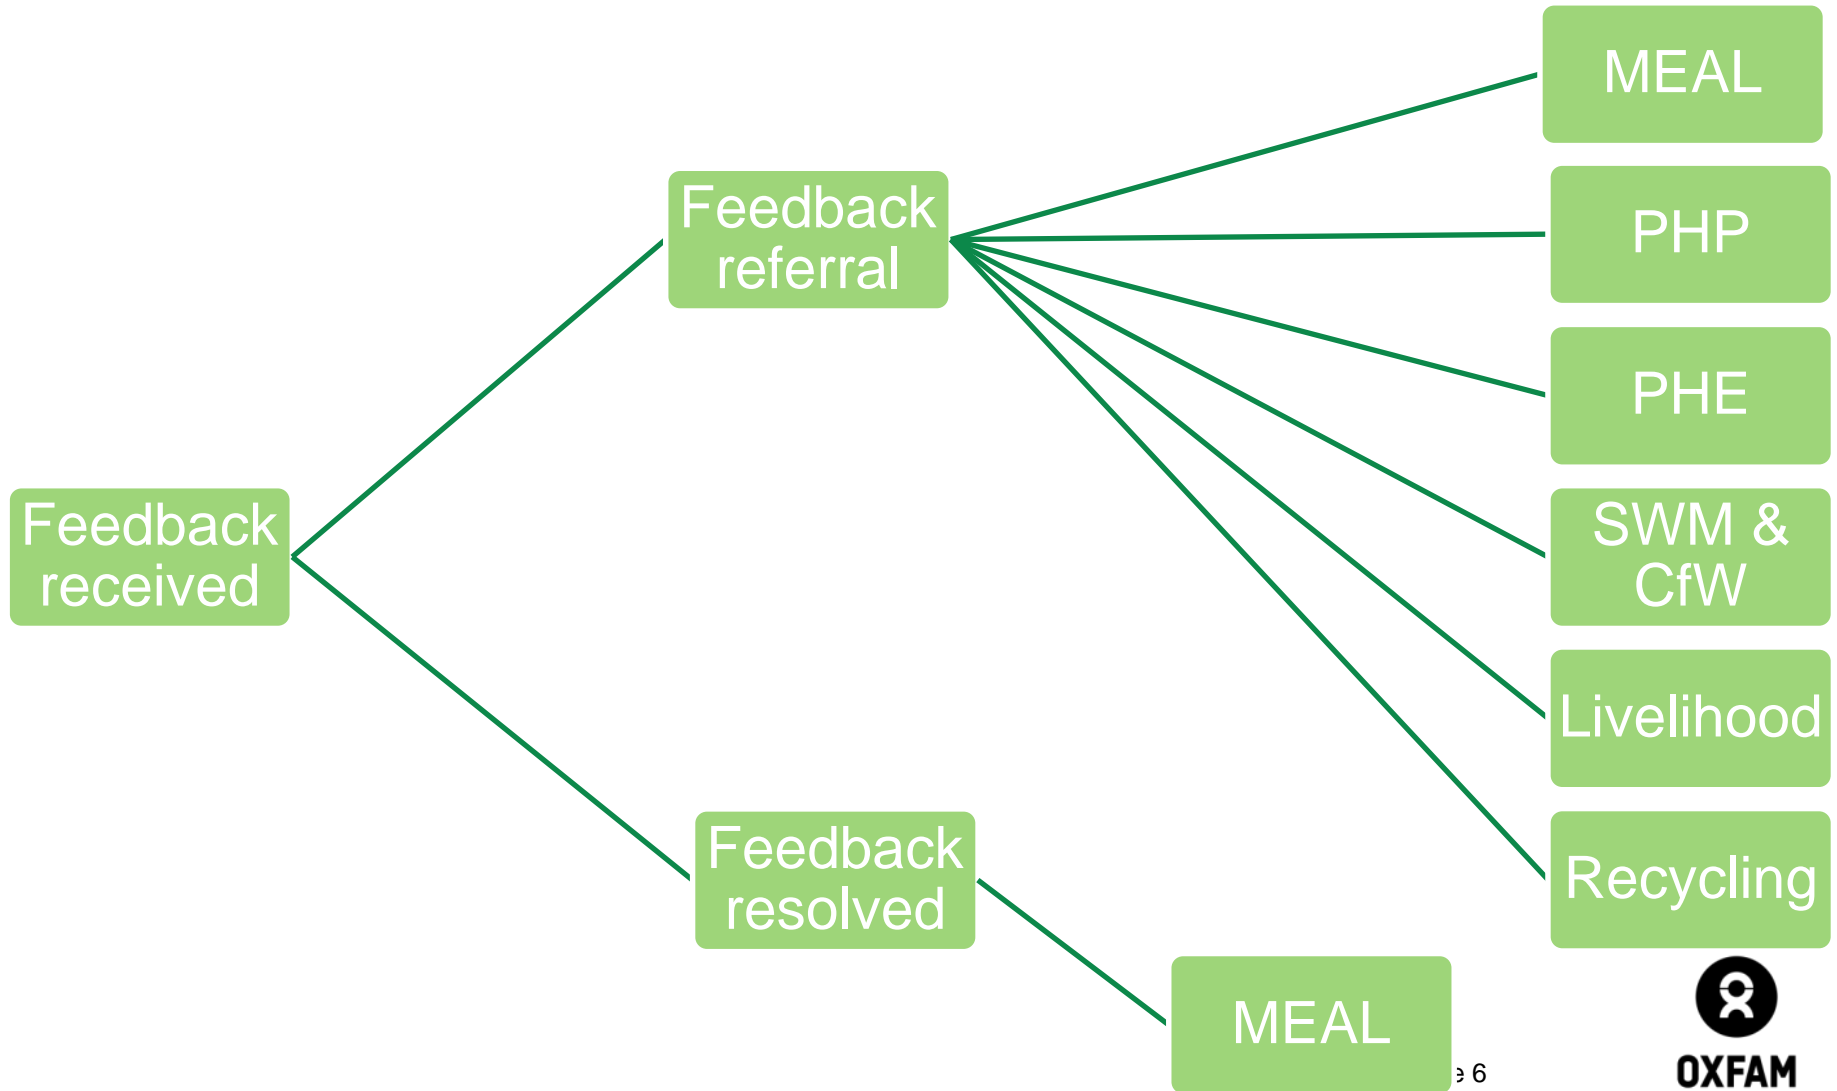 MEAL
Feedback
referral
PHP
PHE
Feedback
received
SWM &
CfW
Livelihood
Feedback
resolved
Recycling
MEAL
6
OXFAM